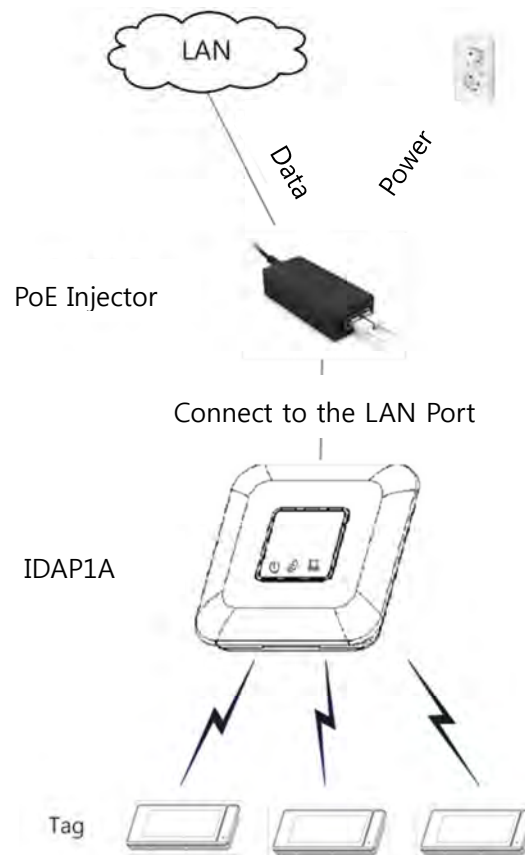 LAN
Data
Power
PoE Injector
Connect to the LAN Port
IDAP1A
Tag